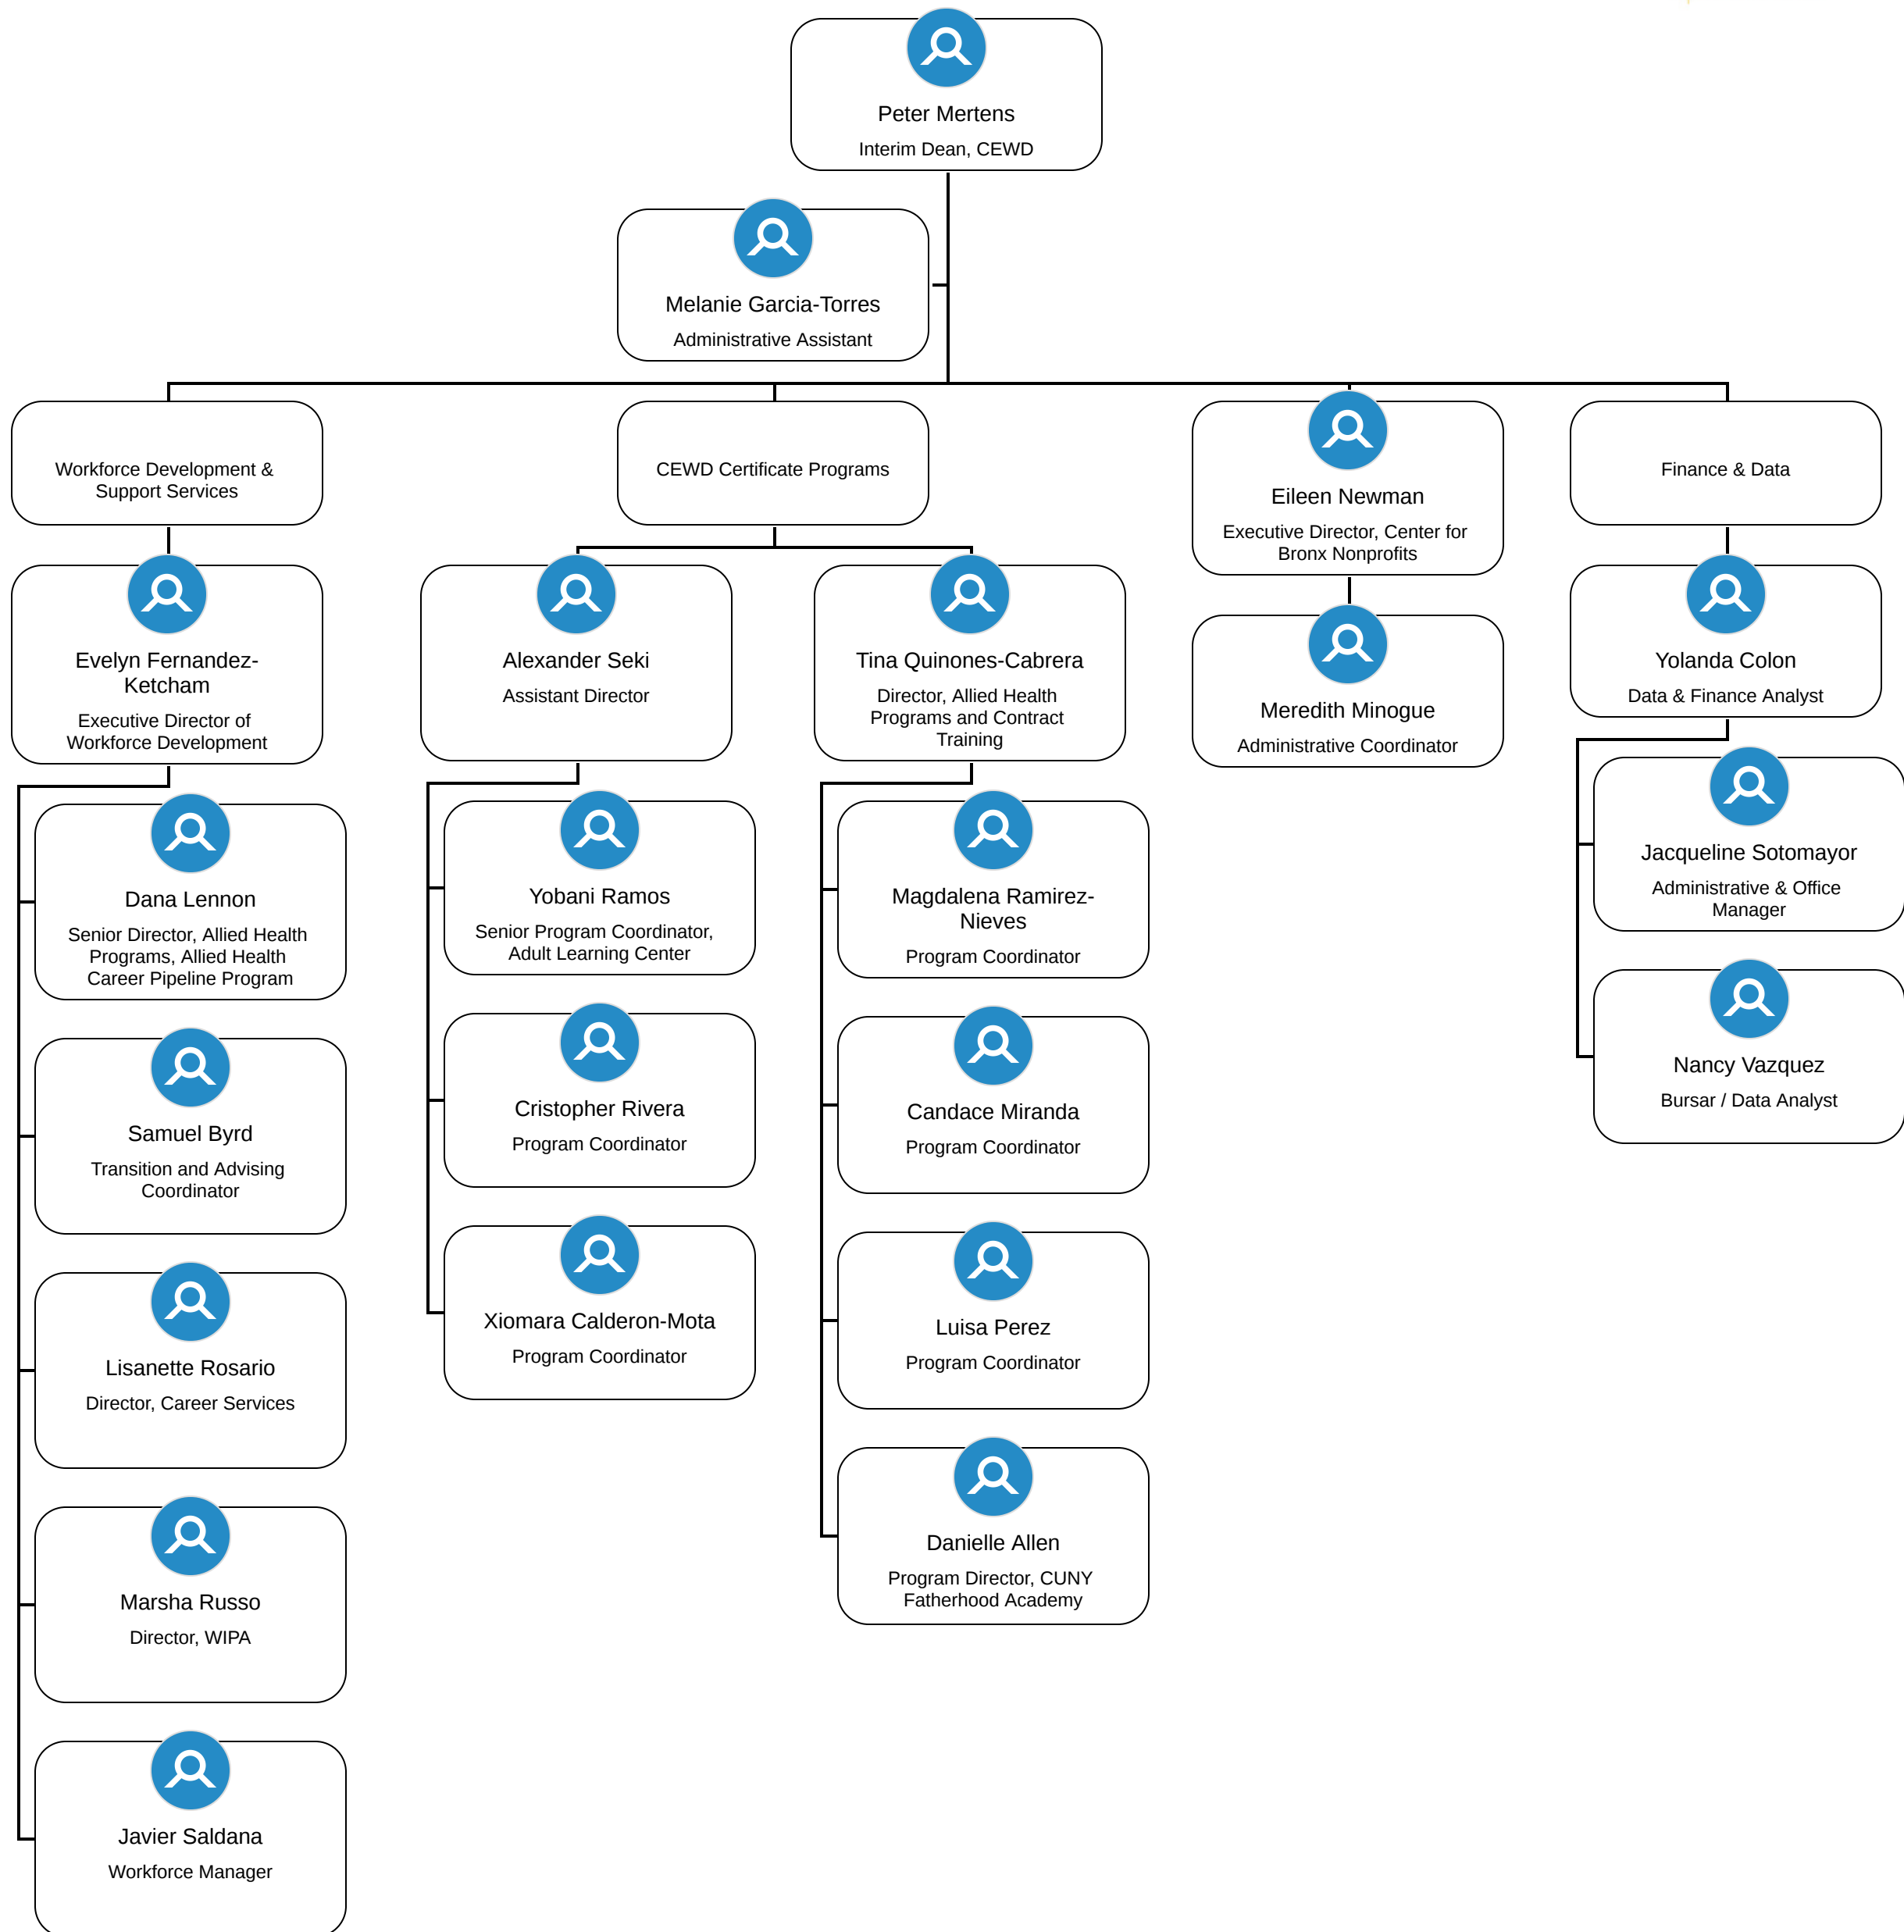 Peter Mertens
Interim Dean, CEWD
Melanie Garcia-Torres
Administrative Assistant
Workforce Development &
Support Services
CEWD Certificate Programs
Eileen Newman
Executive Director, Center for
Bronx Nonprofits
Finance & Data
Evelyn Fernandez-
Ketcham
Executive Director of
Workforce Development
Alexander Seki
Assistant Director
Tina Quinones-Cabrera
Director, Allied Health
Programs and Contract
Training
Meredith Minogue
Administrative Coordinator
Yolanda Colon
Data & Finance Analyst
Dana Lennon
Senior Director, Allied Health
Programs, Allied Health
Career Pipeline Program
Samuel Byrd
Transition and Advising
Coordinator
Lisanette Rosario
Director, Career Services
Marsha Russo
Director, WIPA
Javier Saldana
Workforce Manager
Yobani Ramos
Senior Program Coordinator,
Adult Learning Center
Cristopher Rivera
Program Coordinator
Xiomara Calderon-Mota
Program Coordinator
Magdalena Ramirez-
Nieves
Program Coordinator
Candace Miranda
Program Coordinator
Luisa Perez
Program Coordinator
Danielle Allen
Program Director, CUNY
Fatherhood Academy
Jacqueline Sotomayor
Administrative & Office
Manager
Nancy Vazquez
Bursar / Data Analyst